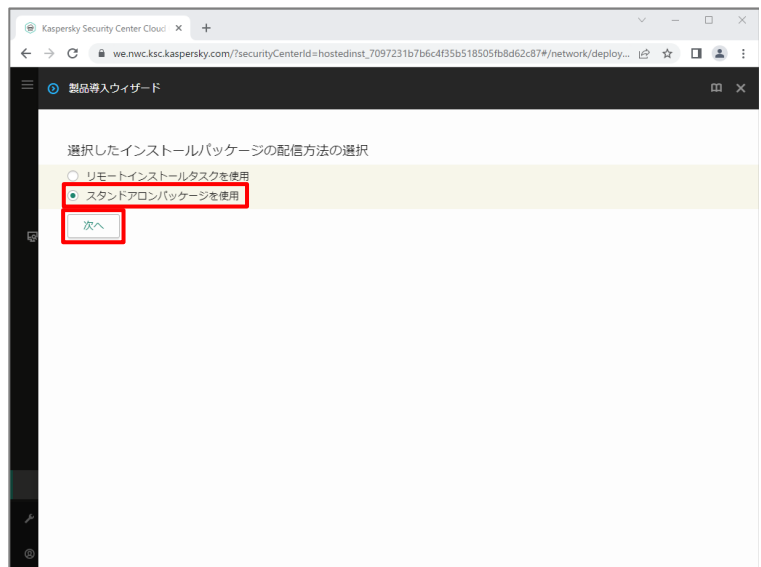 Kaspersky Security Center Cloud
we.nwc.ksc.kaspersky.com/?securityCenterId=hostedinst_7097231b7b6c4f35b518505fb8d62c87#/network/deploy...
製品導入ウィザード
選択したインストールパッケージの配信方法の選択
リモートインストールタスクを使用
スタンドアロンパッケージを使用
次へ